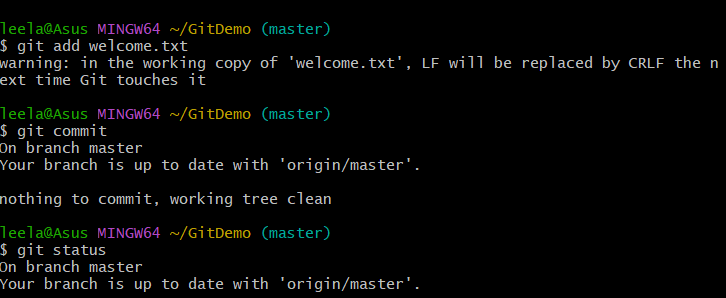 leela@Asus MINGW64 ~/GitDemo (master)
$ git add welcome.txt
warning: in the working copy of 'welcome.txt', LF will be replaced by CRLF the n
ext time Git touches it
leela@Asus MINGW64 ~/GitDemo (master)
$ git commit
On branch master
Your branch is up to date with 'origin/master'.
nothing to commit, working tree clean
leela@Asus MINGW64 ~/GitDemo (master)
$ git status
On branch master
Your branch is up to date with 'origin/master'.